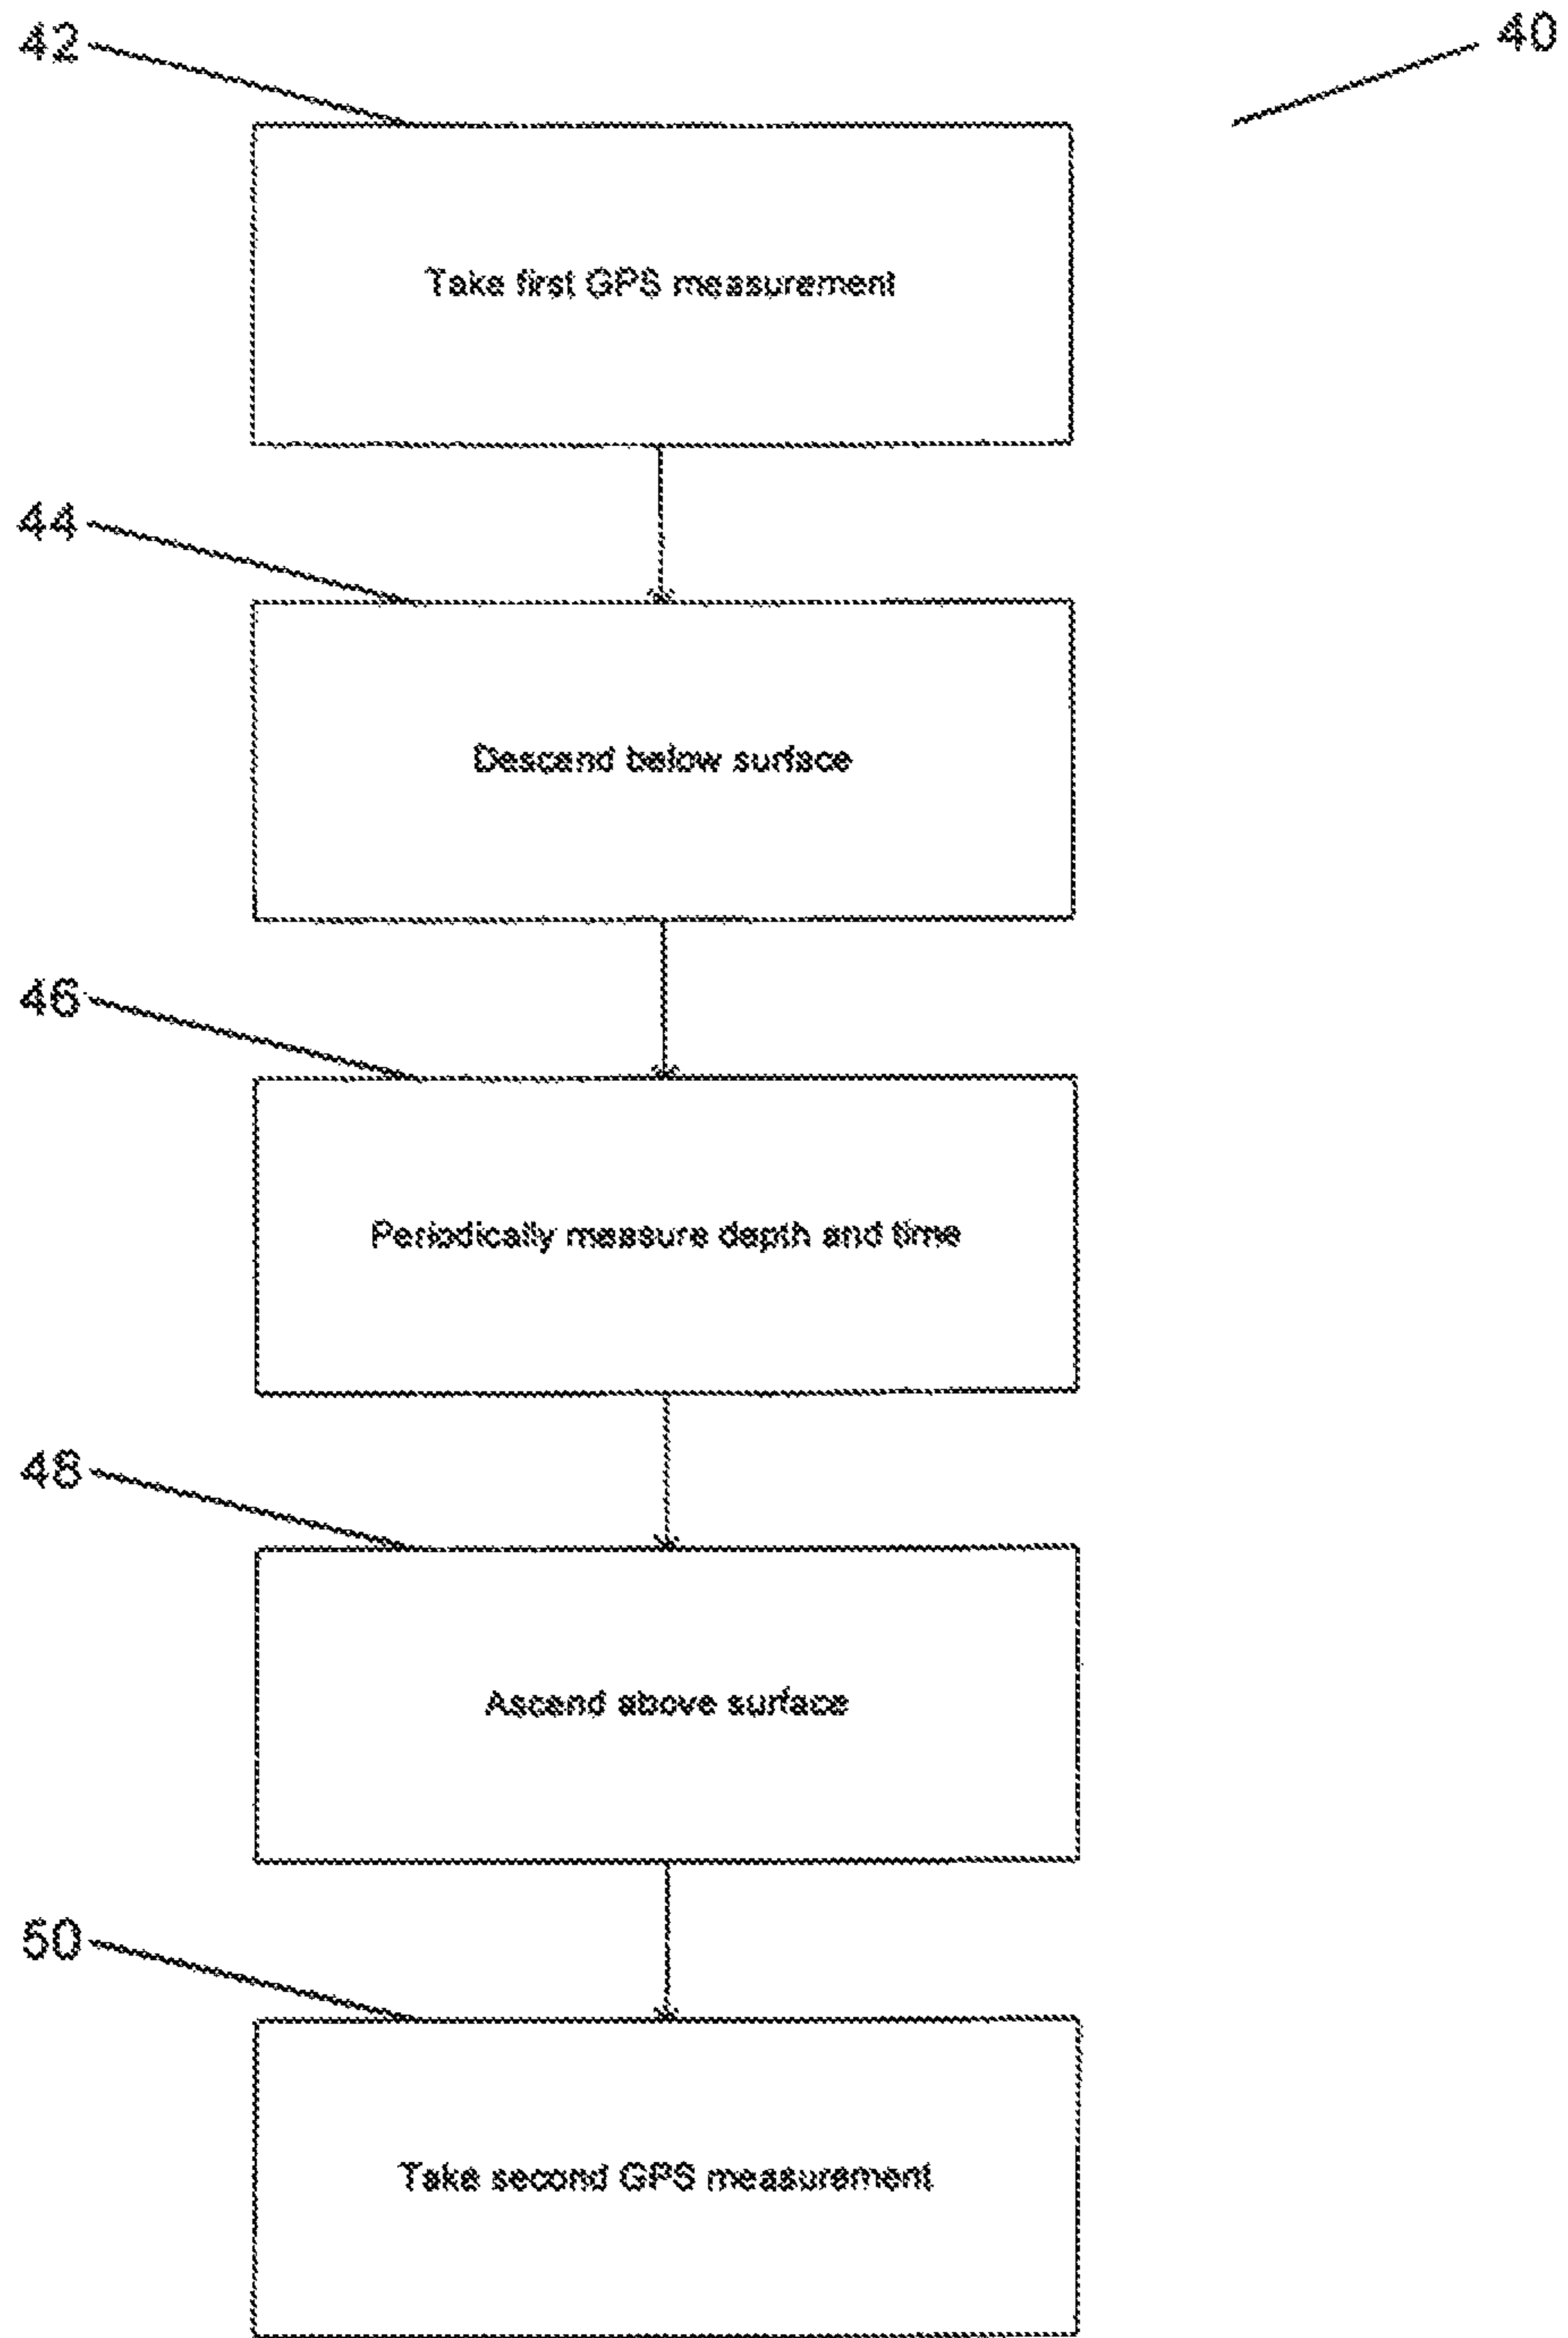 42
40
Take first GPS measurement
44
Descend below surface
46
Periodically measure depth and time
48
Ascend above surface
50
Take second GPS measurement